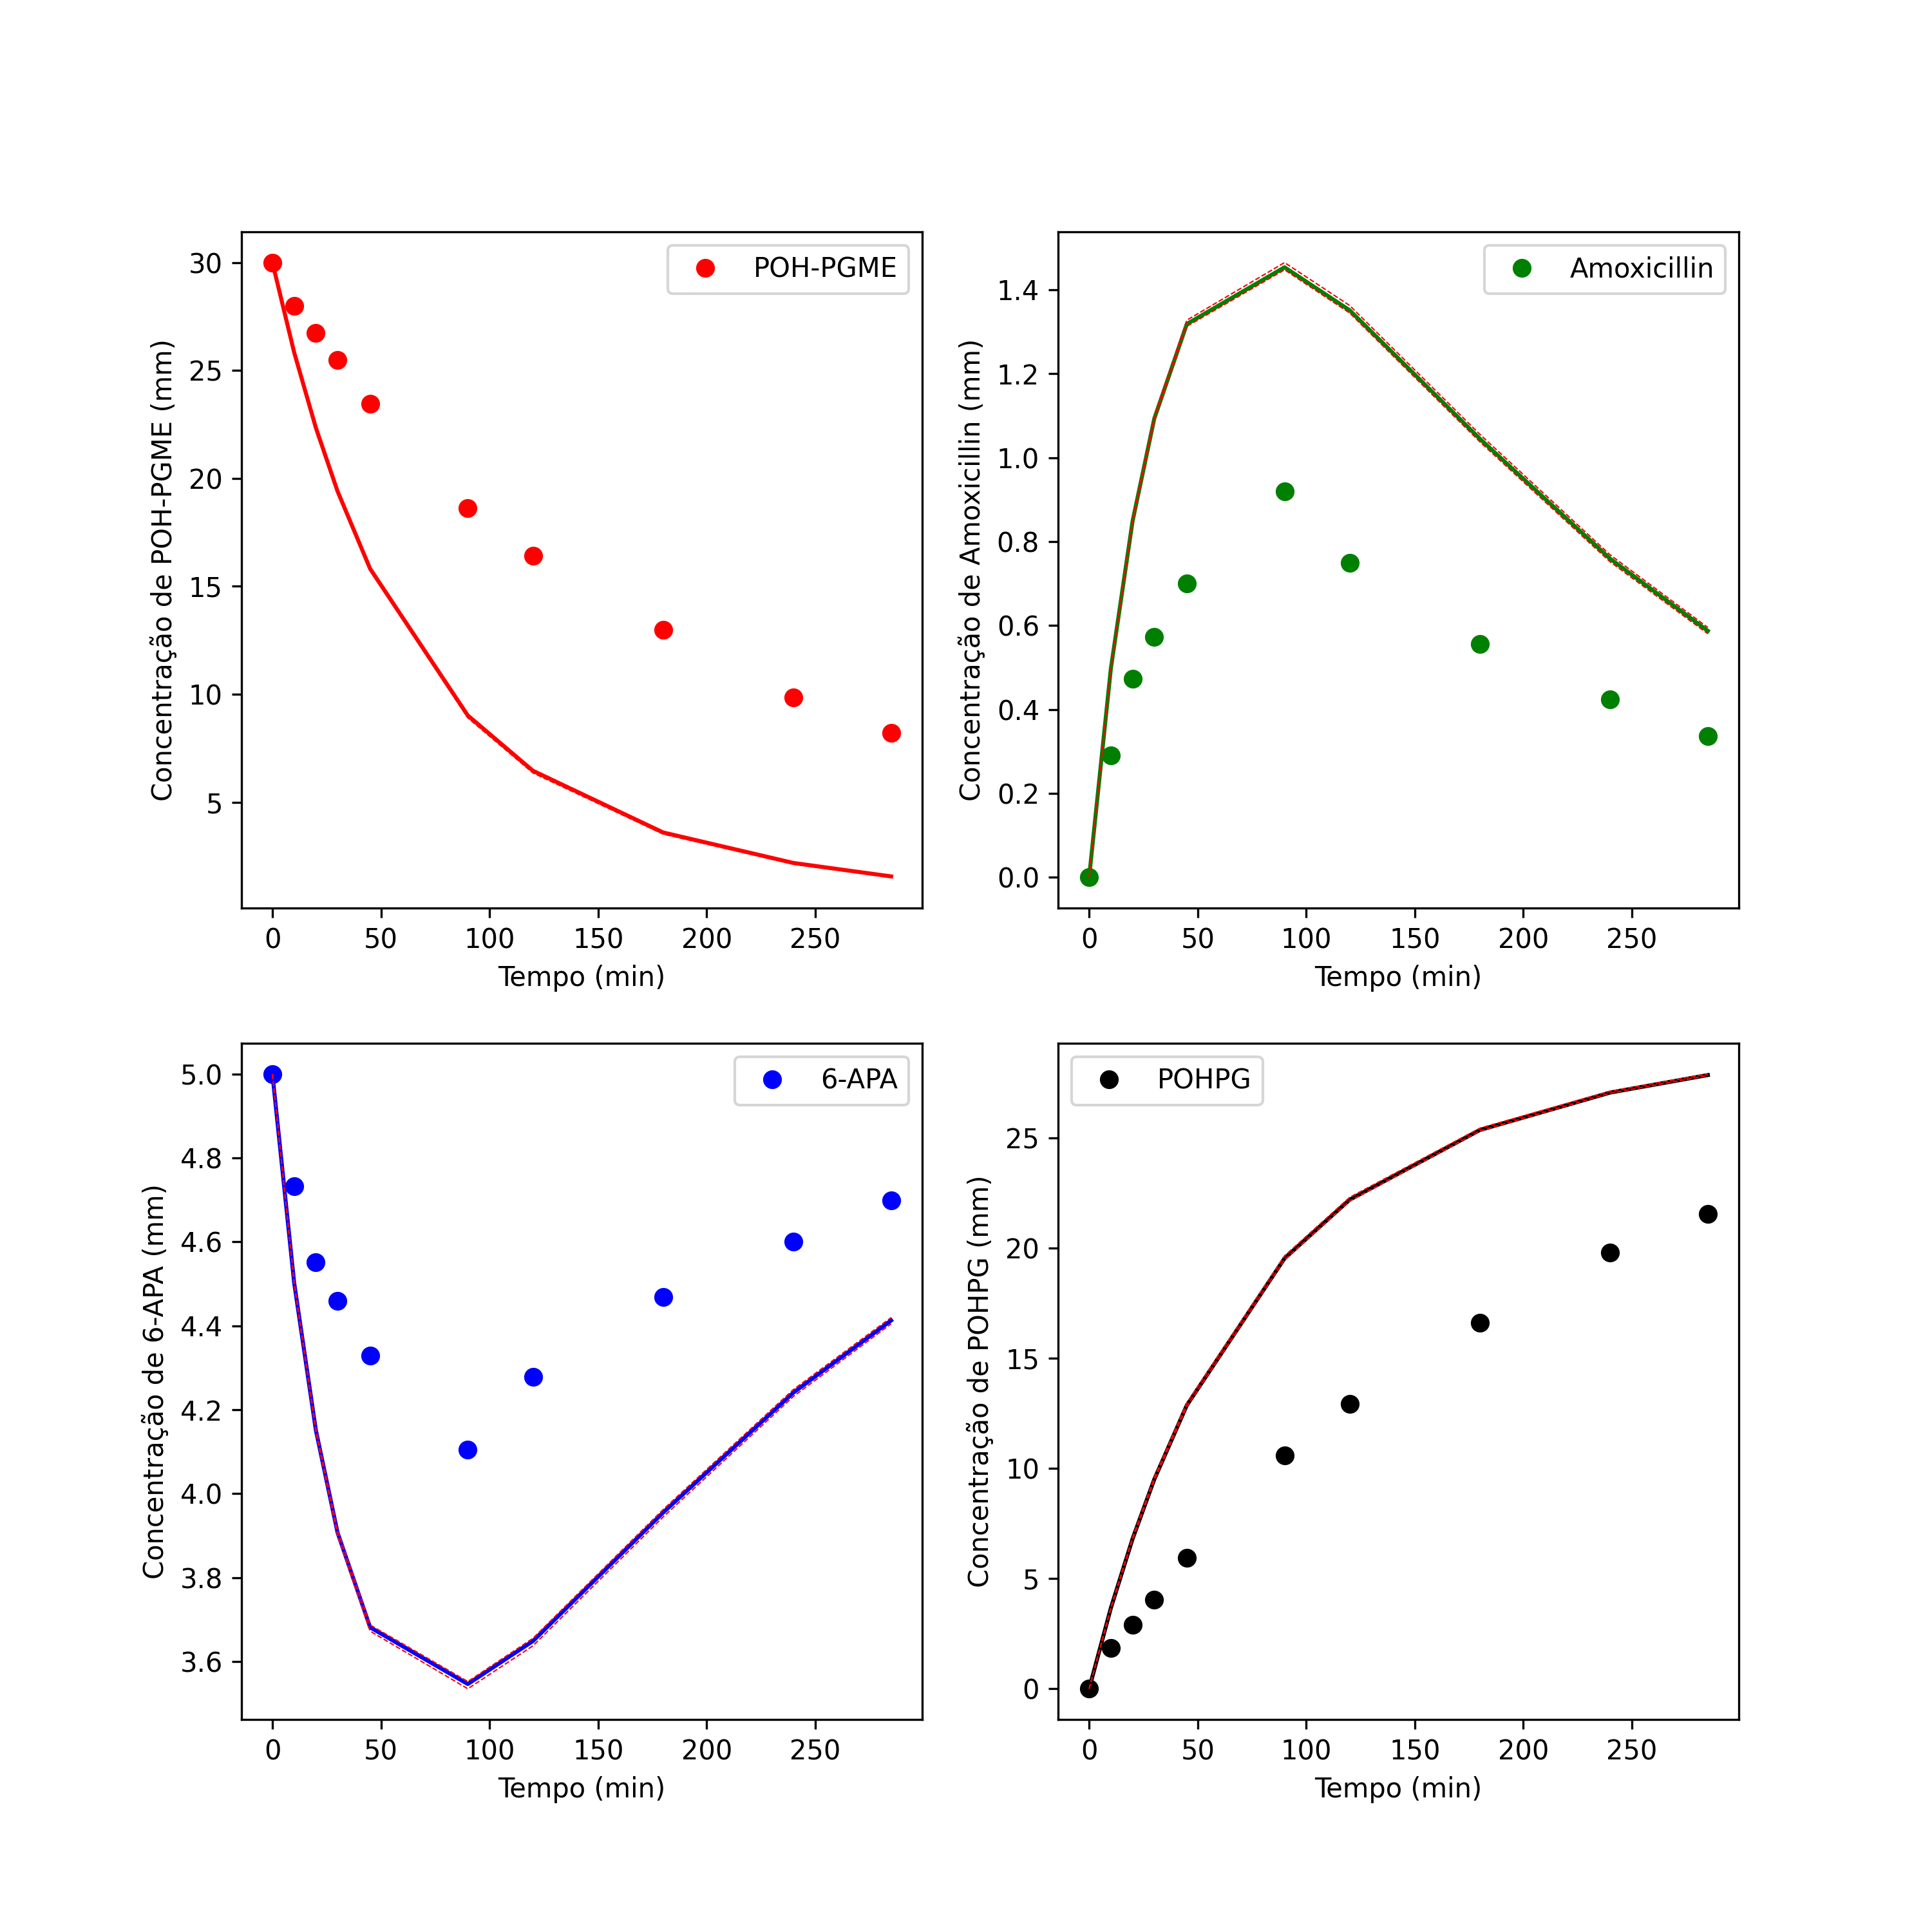 POH-PGME
30
25
20
15
10
5
Concentração de POH-PGME (mm)
0 50 100 150 200 250
Tempo (min)
Amoxicillin
1.4
1.2
1.0
0.8
0.6
0.4
0.2
0.0
Concentração de Amoxicillin (mm)
0 50 100 150 200 250
Tempo (min)
6-APA
5.0
4.8
4.6
4.4
4.2
4.0
3.8
3.6
Concentração de 6-APA (mm)
0 50 100 150 200 250
Tempo (min)
POHPG
25
20
15
10
5
0
Concentração de POHPG (mm)
0 50 100 150 200 250
Tempo (min)